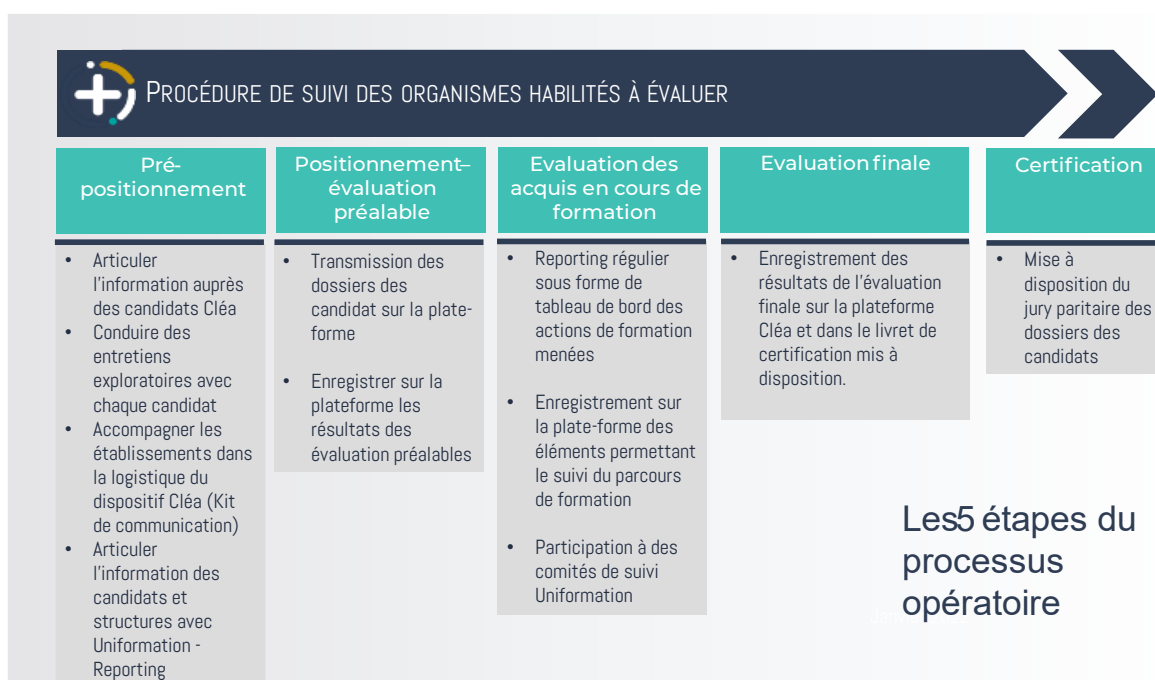 PROCÉDURE DE SUIVI DES ORGANISMES HABILITÉS À ÉVALUER
Pré-
positionnement
• Articuler
l'information auprès
des candidats Cléa
• Conduire des
entretiens
exploratoires avec
chaque candidat
• Accompagner les
établissements dans
la logistique du
dispositif Cléa (Kit
de communication)
• Articuler
l'information des
candidats et
structures avec
Uniformation -
Reporting
Positionnement–
évaluation
préalable
• Transmission des
dossiers des
candidat sur la plate-
forme
• Enregistrer sur la
plateforme les
résultats des
évaluation préalables
Evaluation des
acquis en cours de
formation
• Reporting régulier
sous forme de
tableau de bord des
actions de formation
menées
• Enregistrement sur
la plate-forme des
éléments permettant
le suivi du parcours
de formation
• Participation à des
comités de suivi
Uniformation
Evaluation finale
• Enregistrement des
résultats de l'évaluation
finale sur la plateforme
Cléa et dans le livret de
certification mis à
disposition.
Certification
• Mise à
disposition du
jury paritaire des
dossiers des
candidats
Les5 étapes du
processus
opératoire